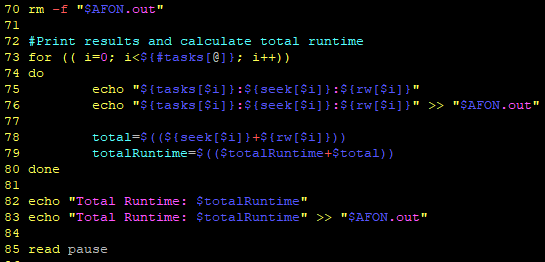 70 rm -f "$AFON.out"
71
72 #Print results and calculate total runtime
73 for (( i=0; i<${#tasks[@]}; i++))
74 do
75         echo "${tasks[$i]}:${seek[$i]}:${rw[$i]}"
76         echo "${tasks[$i]}:${seek[$i]}:${rw[$i]}" >> "$AFON.out"
77
78         total=$((${seek[$i]}+${rw[$i]}))
79         totalRuntime=$(($totalRuntime+$total))
80 done
81
82 echo "Total Runtime: $totalRuntime"
83 echo "Total Runtime: $totalRuntime" >> "$AFON.out"
84
85 read pause